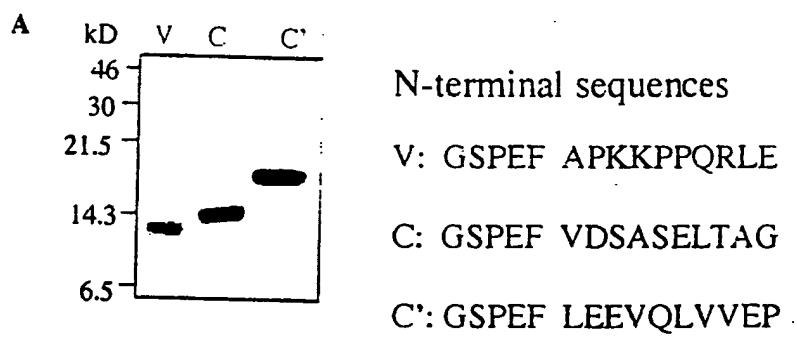 A
kD V C C'
46
30
21.5
14.3
6.5
N-terminal sequences
V: GSPEF APKKPPQRLE
C: GSPEF VDSASELTAG
C': GSPEF LEEVQLVVEP